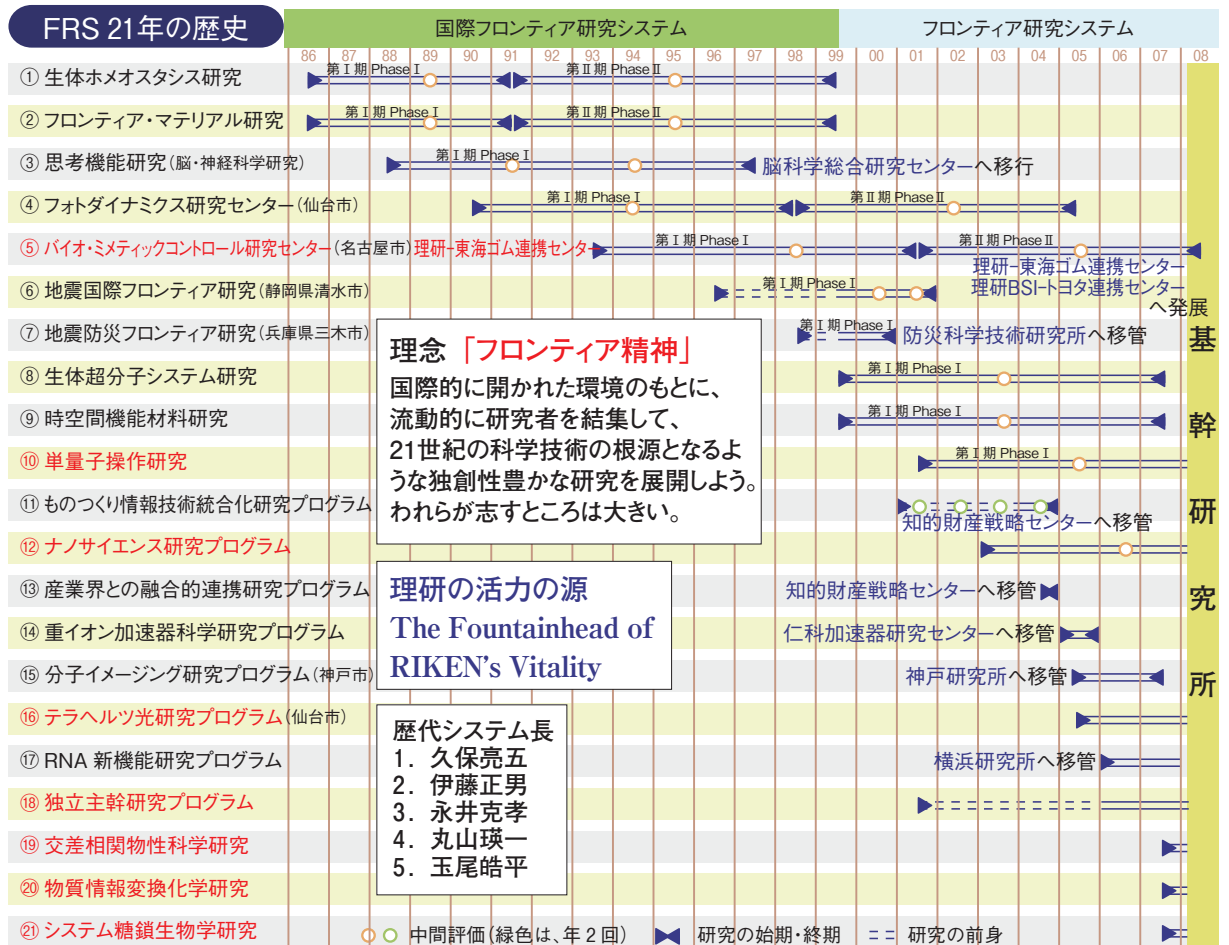 FRS 21年の歴史
国際フロンティア研究システム
フロンティア研究システム
86 87 88 89 90 91 92 93 94 95 96 97 98 99 00 01 02 03 04 05 06 07 08
① 生体ホメオスタシス研究
第Ⅰ期 Phase Ⅰ
第Ⅱ期 Phase Ⅱ
② フロンティア・マテリアル研究
第Ⅰ期 Phase Ⅰ
第Ⅱ期 Phase Ⅱ
③ 思考機能研究(脳・神経科学研究)
第Ⅰ期 Phase Ⅰ
脳科学総合研究センターへ移行
④ フォトダイナミクス研究センター(仙台市)
第Ⅰ期 Phase Ⅰ
第Ⅱ期 Phase Ⅱ
⑤ バイオ・ミメティックコントロール研究センター(名古屋市)理研-東海ゴム連携センター
第Ⅰ期 Phase Ⅰ
第Ⅱ期 Phase Ⅱ
理研-東海ゴム連携センター
理研BSI-トヨタ連携センター
へ発展
⑥ 地震国際フロンティア研究(静岡県清水市)
第Ⅰ期 Phase Ⅰ
⑦ 地震防災フロンティア研究(兵庫県三木市)
第Ⅰ期 Phase Ⅰ
防災科学技術研究所へ移管
⑧ 生体超分子システム研究
第Ⅰ期 Phase Ⅰ
⑨ 時空間機能材料研究
第Ⅰ期 Phase Ⅰ
⑩ 単量子操作研究
第Ⅰ期 Phase Ⅰ
⑪ ものつくり情報技術統合化研究プログラム
知的財産戦略センターへ移管
⑫ ナノサイエンス研究プログラム
⑬ 産業界との融合的連携研究プログラム
知的財産戦略センターへ移管
⑭ 重イオン加速器科学研究プログラム
仁科加速器研究センターへ移管
⑮ 分子イメージング研究プログラム(神戸市)
神戸研究所へ移管
⑯ テラヘルツ光研究プログラム(仙台市)
⑰ RNA 新機能研究プログラム
横浜研究所へ移管
⑱ 独立主幹研究プログラム
⑲ 交差相関物性科学研究
⑳ 物質情報変換化学研究
㉑ システム糖鎖生物学研究
基幹研究所
理念「フロンティア精神」
国際的に開かれた環境のもとに、
流動的に研究者を結集して、
21世紀の科学技術の根源となるよ
うな独創性豊かな研究を展開しよう。
われらが志すところは大きい。
理研の活力の源
The Fountainhead of
RIKEN's Vitality
歴代システム長
1. 久保亮五
2. 伊藤正男
3. 永井克孝
4. 丸山瑛一
5. 玉尾皓平
中間評価(緑色は、年2回) 研究の始期・終期 研究の前身